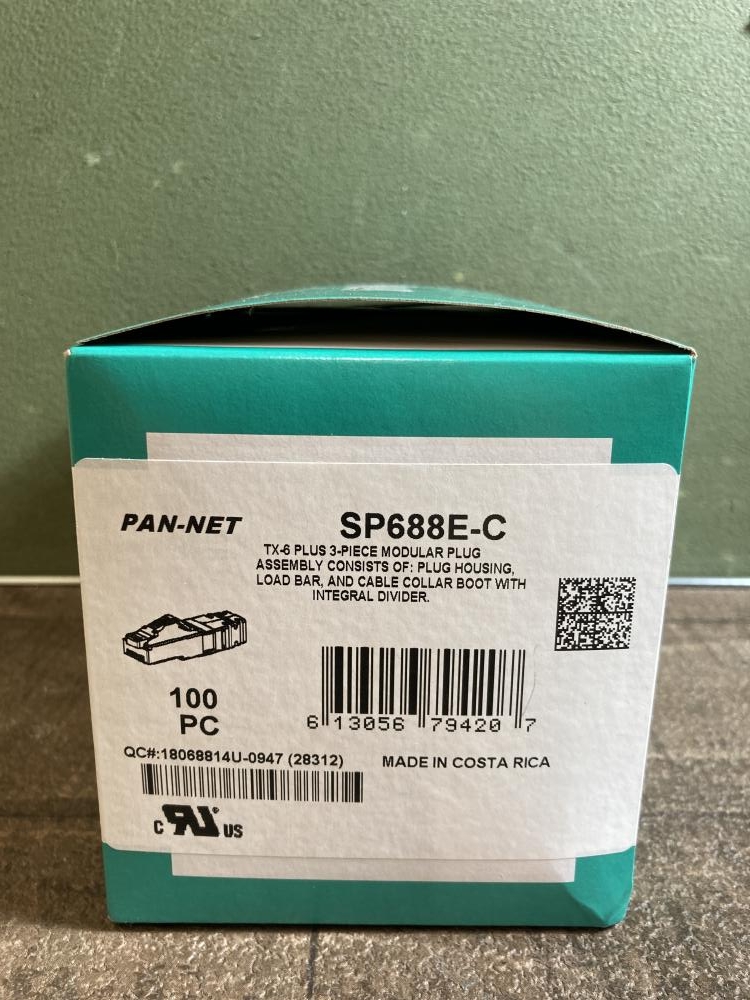 PAN-NET
SP688E-C
TX-6 PLUS 3-PIECE MODULAR PLUG
ASSEMBLY CONSISTS OF: PLUG HOUSING,
LOAD BAR, AND CABLE COLLAR BOOT WITH
INTEGRAL DIVIDER.
100
PC
6 13056 79420 7
QC#:18068814U-0947 (28312)
MADE IN COSTA RICA
C RU® US